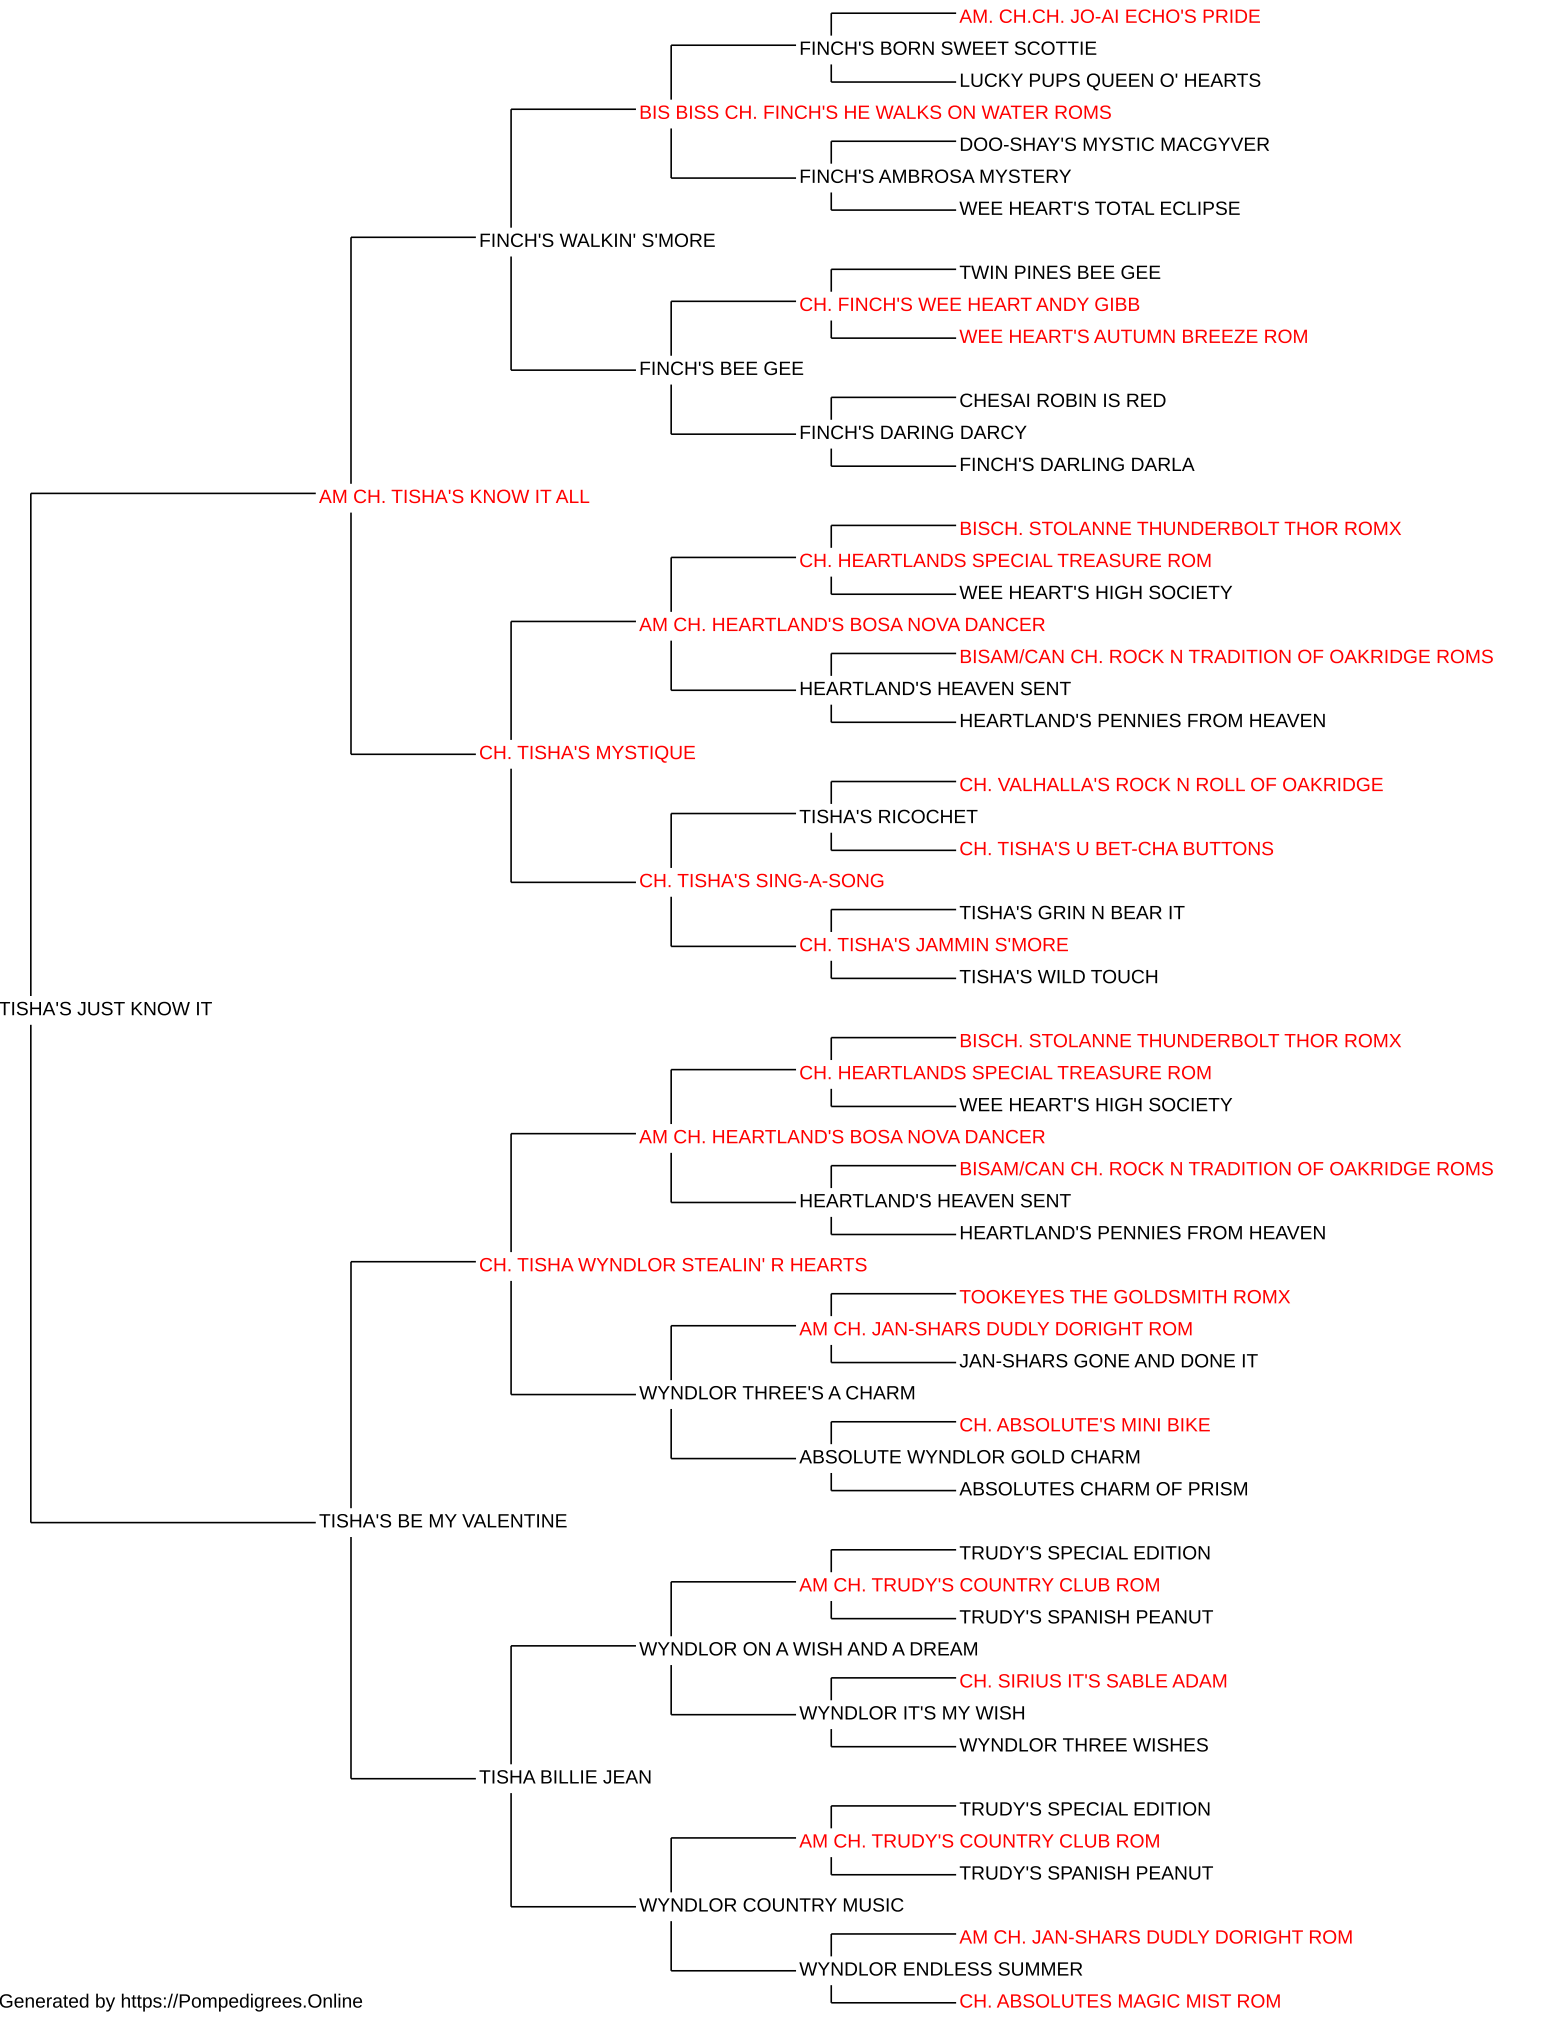 AM. CH.CH. JO-AI ECHO'S PRIDE
FINCH'S BORN SWEET SCOTTIE
LUCKY PUPS QUEEN O' HEARTS
BIS BISS CH. FINCH'S HE WALKS ON WATER ROMS
DOO-SHAY'S MYSTIC MACGYVER
FINCH'S AMBROSA MYSTERY
WEE HEART'S TOTAL ECLIPSE
FINCH'S WALKIN' S'MORE
TWIN PINES BEE GEE
CH. FINCH'S WEE HEART ANDY GIBB
WEE HEART'S AUTUMN BREEZE ROM
FINCH'S BEE GEE
CHESAI ROBIN IS RED
FINCH'S DARING DARCY
FINCH'S DARLING DARLA
AM CH. TISHA'S KNOW IT ALL
BISCH. STOLANNE THUNDERBOLT THOR ROMX
CH. HEARTLANDS SPECIAL TREASURE ROM
WEE HEART'S HIGH SOCIETY
AM CH. HEARTLAND'S BOSA NOVA DANCER
BISAM/CAN CH. ROCK N TRADITION OF OAKRIDGE ROMS
HEARTLAND'S HEAVEN SENT
HEARTLAND'S PENNIES FROM HEAVEN
CH. TISHA'S MYSTIQUE
CH. VALHALLA'S ROCK N ROLL OF OAKRIDGE
TISHA'S RICOCHET
CH. TISHA'S U BET-CHA BUTTONS
CH. TISHA'S SING-A-SONG
TISHA'S GRIN N BEAR IT
CH. TISHA'S JAMMIN S'MORE
TISHA'S WILD TOUCH
TISHA'S JUST KNOW IT
BISCH. STOLANNE THUNDERBOLT THOR ROMX
CH. HEARTLANDS SPECIAL TREASURE ROM
WEE HEART'S HIGH SOCIETY
AM CH. HEARTLAND'S BOSA NOVA DANCER
BISAM/CAN CH. ROCK N TRADITION OF OAKRIDGE ROMS
HEARTLAND'S HEAVEN SENT
HEARTLAND'S PENNIES FROM HEAVEN
CH. TISHA WYNDLOR STEALIN' R HEARTS
TOOKEYES THE GOLDSMITH ROMX
AM CH. JAN-SHARS DUDLY DORIGHT ROM
JAN-SHARS GONE AND DONE IT
WYNDLOR THREE'S A CHARM
CH. ABSOLUTE'S MINI BIKE
ABSOLUTE WYNDLOR GOLD CHARM
ABSOLUTES CHARM OF PRISM
TISHA'S BE MY VALENTINE
TRUDY'S SPECIAL EDITION
AM CH. TRUDY'S COUNTRY CLUB ROM
TRUDY'S SPANISH PEANUT
WYNDLOR ON A WISH AND A DREAM
CH. SIRIUS IT'S SABLE ADAM
WYNDLOR IT'S MY WISH
WYNDLOR THREE WISHES
TISHA BILLIE JEAN
TRUDY'S SPECIAL EDITION
AM CH. TRUDY'S COUNTRY CLUB ROM
TRUDY'S SPANISH PEANUT
WYNDLOR COUNTRY MUSIC
AM CH. JAN-SHARS DUDLY DORIGHT ROM
WYNDLOR ENDLESS SUMMER
CH. ABSOLUTES MAGIC MIST ROM
Generated by https://Pompedigrees.Online